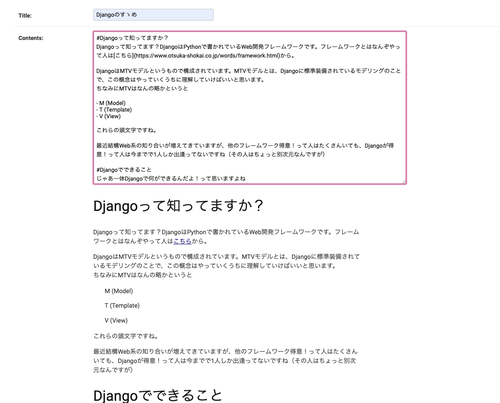 Title:
Djangoのすゝめ
Contents:
#Djangoって知ってますか？
Djangoって知ってます？DjangoはPythonで書かれているWeb開発フレームワークです。フレームワークとはなんぞやっ
て人は[こちら](https://www.otsuka-shokai.co.jp/words/framework.html)から。
DjangoはMTVモデルというもので構成されています。MTVモデルとは、Djangoに標準装備されているモデリングのこと
で、この概念はやっていくうちに理解していけばいいと思います。
ちなみにMTVはなんの略かというと
- M (Model)
- T (Template)
- V (View)
これらの頭文字ですね。
最近結構Web系の知り合いが増えてきていますが、他のフレームワーク得意！って人はたくさんいても、Djangoが得
意！って人は今までで1人しか出逢ってないですね（その人はちょっと別次元なんですが）
#Djangoでできること
じゃあ一体Djangoで何ができるんだよ！って思いますよね
Djangoって知ってますか？
Djangoって知ってます？DjangoはPythonで書かれているWeb開発フレームワークです。フレーム
ワークとはなんぞやって人はこちらから。
DjangoはMTVモデルというもので構成されています。MTVモデルとは、Djangoに標準装備されて
いるモデリングのことで、この概念はやっていくうちに理解していけばいいと思います。
ちなみにMTVはなんの略かというと
M (Model)
T (Template)
V (View)
これらの頭文字ですね。
最近結構Web系の知り合いが増えてきていますが、他のフレームワーク得意！って人はたくさん
いても、Djangoが得意！って人は今までで1人しか出逢ってないですね（その人はちょっと別次
元なんですが）
Djangoでできること